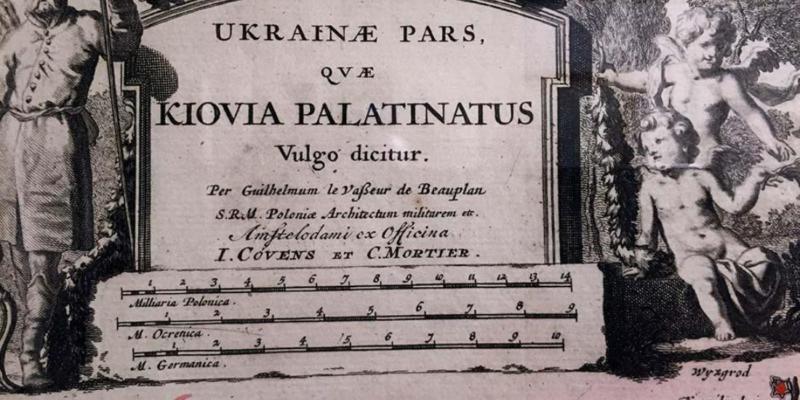 UKRAINÆ PARS,
QVÆ
KIOVIA PALATINATUS
Vulgo dicitur.
Per Guilhelmum le Vaßeur de Beauplan
S.R.M. Poloniæ Architectum militarem etc.
Amstelodami ex Officina
I. COVENS ET C. MORTIER.
1 2 3 4 5 6 7 8 9 10 11 12 13 14
Milliaria Polonica.
1 2 3 4 5 6 7 8 9
M. Ocrenica.
1 2 3 4 5 6 7 8 9 10
M. Germanica.
Wyzgrod